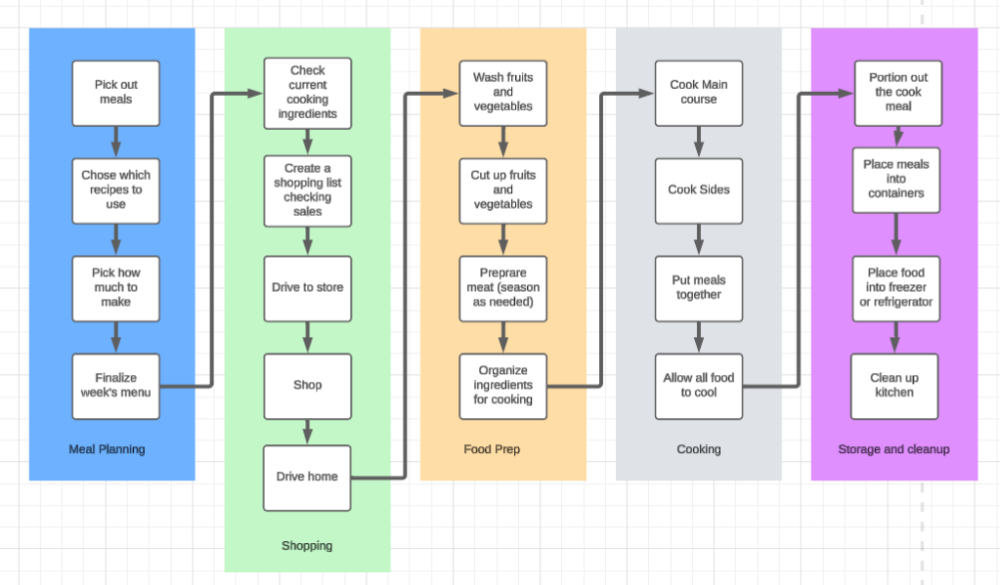 Pick out
meals
Chose which
recipes to
use
Pick how
much to
make
Finalize
week's menu
Meal Planning
Check
current
cooking
ingredients
Create a
shopping list
checking
sales
Drive to store
Shop
Drive home
Shopping
Wash fruits
and
vegetables
Cut up fruits
and
vegetables
Preprare
meat (season
as needed)
Organize
ingredients
for cooking
Food Prep
Cook Main
course
Cook Sides
Put meals
together
Allow all food
to cool
Cooking
Portion out
the cook
meal
Place meals
into
containers
Place food
into freezer
or refrigerator
Clean up
kitchen
Storage and cleanup